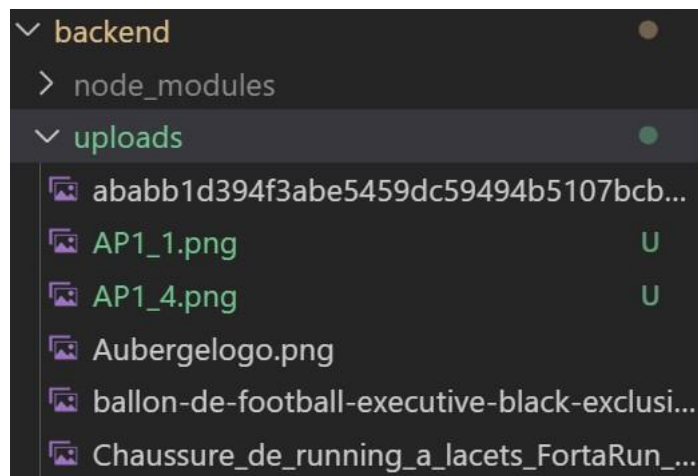 backend
node_modules
uploads
ababb1d394f3abe5459dc59494b5107bcb...
AP1_1.png U
AP1_4.png U
Aubergelogo.png
ballon-de-football-executive-black-exclusi...
Chaussure_de_running_a_lacets_FortaRun_...